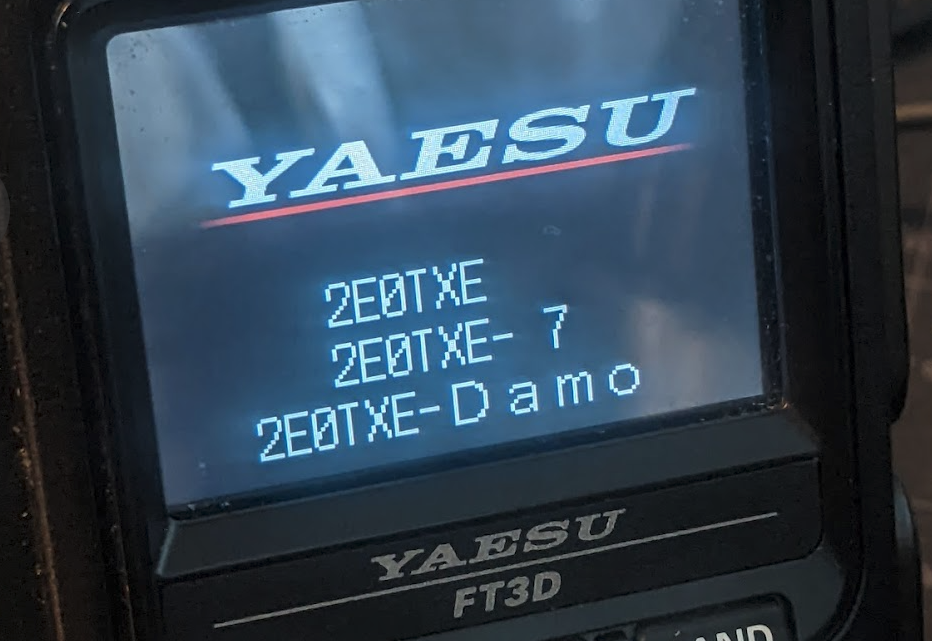 YAESU
2E0TXE
2E0TXE- 7
2E0TXE-Damo
YAESU
FT3D